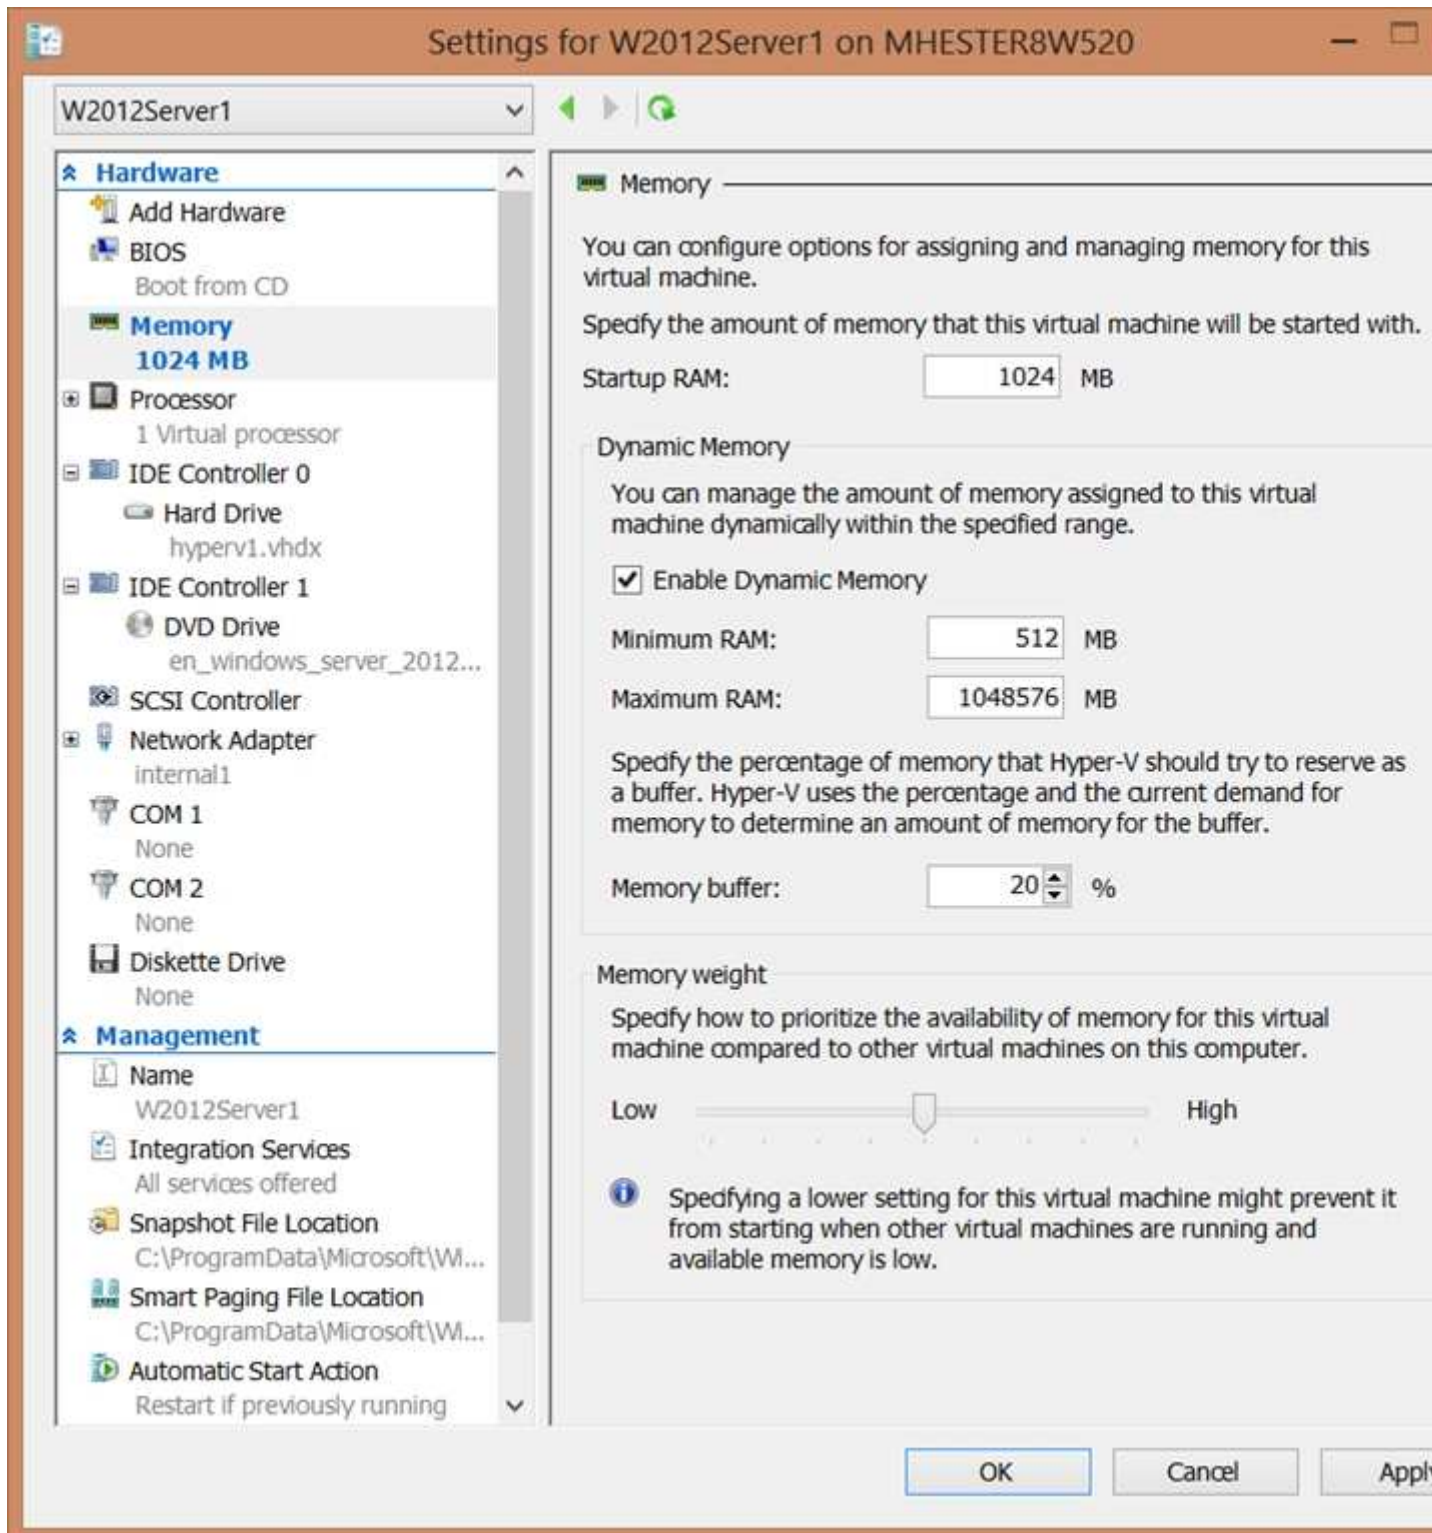 Settings for W2012Server1 on MHESTER8W520
W2012Server1
Hardware
Add Hardware
BIOS
Boot from CD
Memory
1024 MB
Processor
1 Virtual processor
IDE Controller 0
Hard Drive
hyperv1.vhdx
IDE Controller 1
DVD Drive
en_windows_server_2012...
SCSI Controller
Network Adapter
internal1
COM 1
None
COM 2
None
Diskette Drive
None
Management
Name
W2012Server1
Integration Services
All services offered
Snapshot File Location
C:\ProgramData\Microsoft\Wi...
Smart Paging File Location
C:\ProgramData\Microsoft\Wi...
Automatic Start Action
Restart if previously running
Memory
You can configure options for assigning and managing memory for this
virtual machine.
Specify the amount of memory that this virtual machine will be started with.
Startup RAM: 1024 MB
Dynamic Memory
You can manage the amount of memory assigned to this virtual
machine dynamically within the specified range.
Enable Dynamic Memory
Minimum RAM: 512 MB
Maximum RAM: 1048576 MB
Specify the percentage of memory that Hyper-V should try to reserve as
a buffer. Hyper-V uses the percentage and the current demand for
memory to determine an amount of memory for the buffer.
Memory buffer: 20 %
Memory weight
Specify how to prioritize the availability of memory for this virtual
machine compared to other virtual machines on this computer.
Low High
Specifying a lower setting for this virtual machine might prevent it
from starting when other virtual machines are running and
available memory is low.
OK Cancel Apply